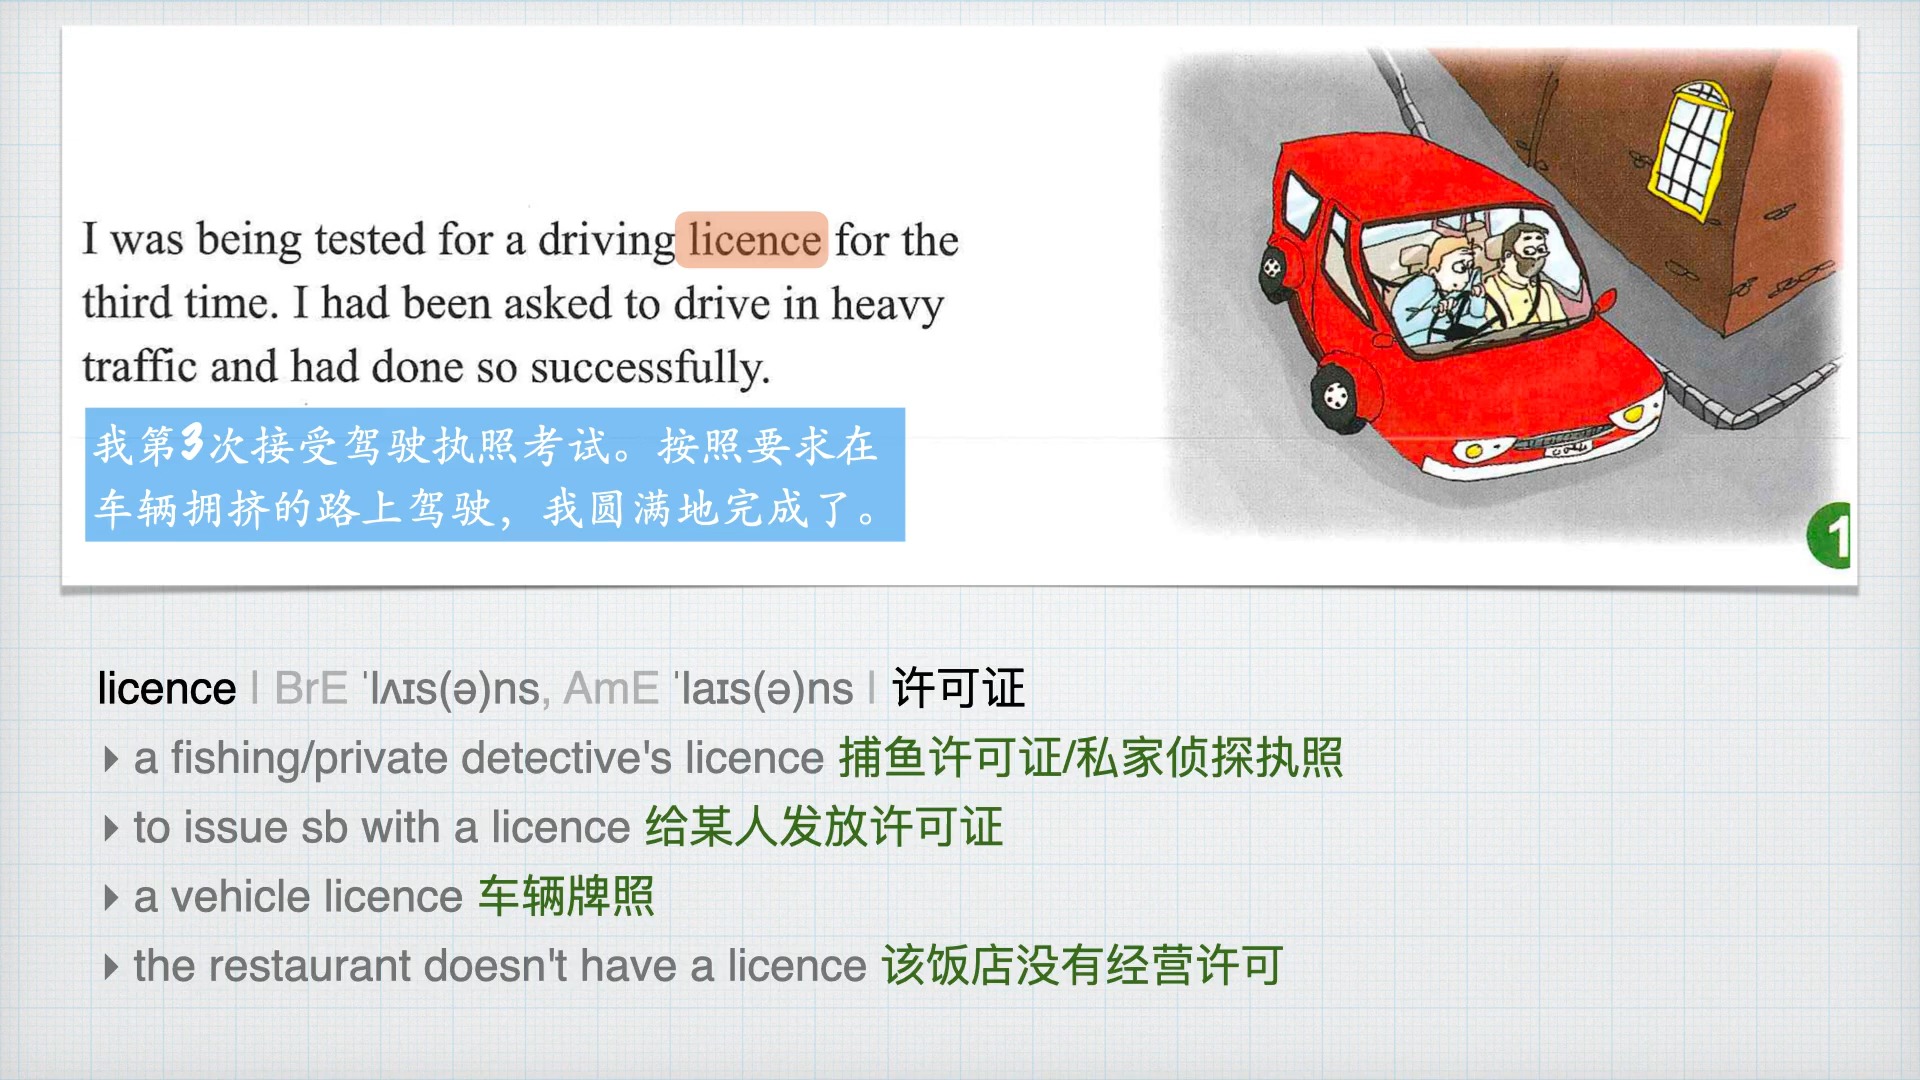 I was being tested for a driving licence for the
third time. I had been asked to drive in heavy
traffic and had done so successfully.
我第3次接受驾驶执照考试。按照要求在
车辆拥挤的路上驾驶，我圆满地完成了。
1
licence | BrE ˈlʌɪs(ə)ns, AmE ˈlaɪs(ə)ns | 许可证
▸ a fishing/private detective's licence 捕鱼许可证/私家侦探执照
▸ to issue sb with a licence 给某人发放许可证
▸ a vehicle licence 车辆牌照
▸ the restaurant doesn't have a licence 该饭店没有经营许可